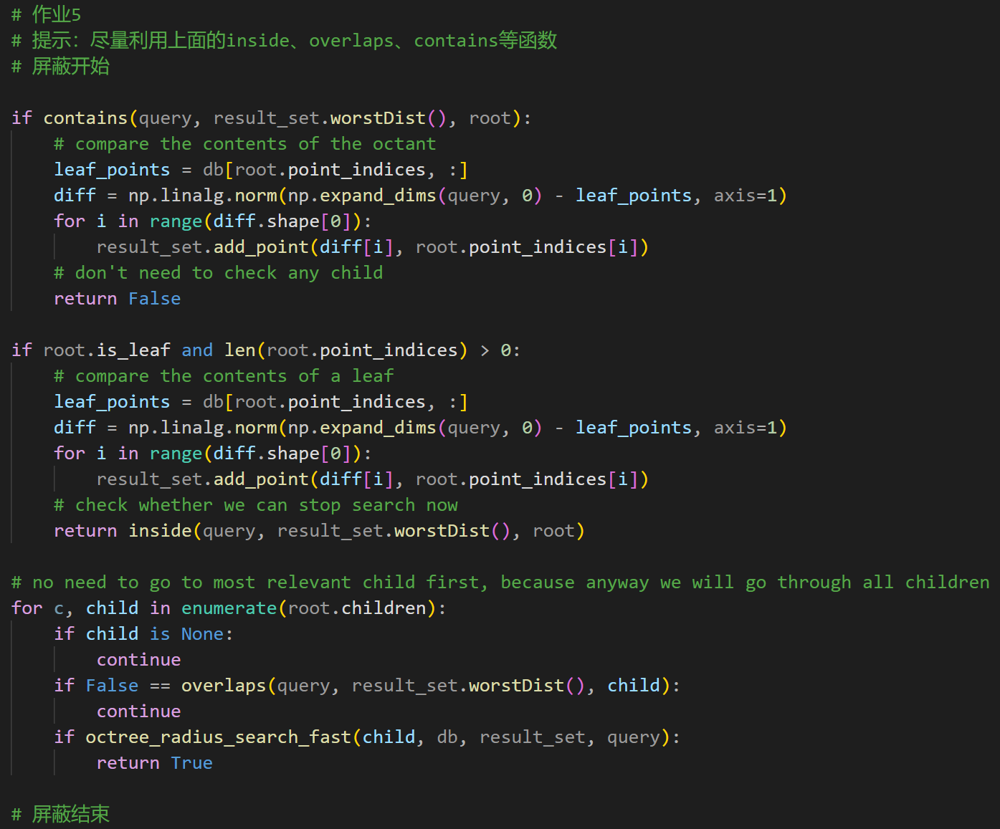 # 作业5
# 提示：尽量利用上面的inside、overlaps、contains等函数
# 屏蔽开始

if contains(query, result_set.worstDist(), root):
    # compare the contents of the octant
    leaf_points = db[root.point_indices, :]
    diff = np.linalg.norm(np.expand_dims(query, 0) - leaf_points, axis=1)
    for i in range(diff.shape[0]):
        result_set.add_point(diff[i], root.point_indices[i])
    # don't need to check any child
    return False

if root.is_leaf and len(root.point_indices) > 0:
    # compare the contents of a leaf
    leaf_points = db[root.point_indices, :]
    diff = np.linalg.norm(np.expand_dims(query, 0) - leaf_points, axis=1)
    for i in range(diff.shape[0]):
        result_set.add_point(diff[i], root.point_indices[i])
    # check whether we can stop search now
    return inside(query, result_set.worstDist(), root)

# no need to go to most relevant child first, because anyway we will go through all children
for c, child in enumerate(root.children):
    if child is None:
        continue
    if False == overlaps(query, result_set.worstDist(), child):
        continue
    if octree_radius_search_fast(child, db, result_set, query):
        return True

# 屏蔽结束